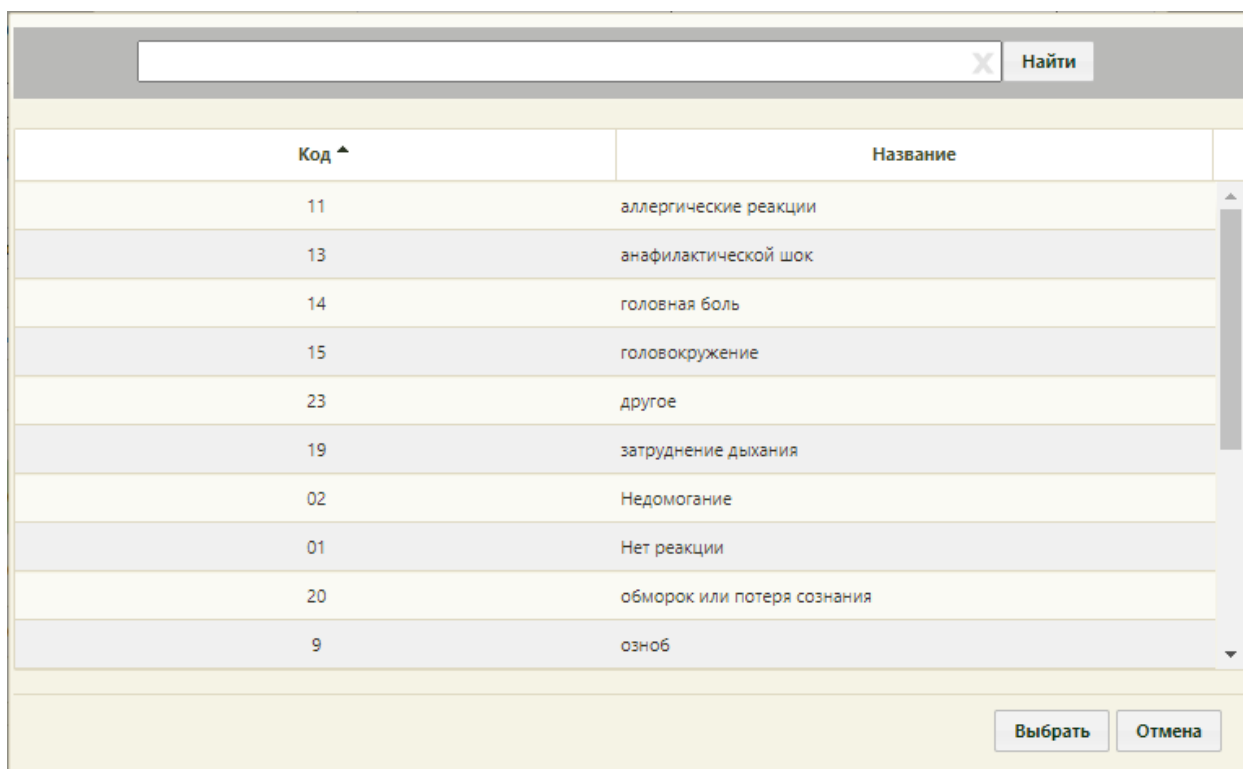 X Найти
Код Название
11 аллергические реакции
13 анафилактической шок
14 головная боль
15 головокружение
23 другое
19 затруднение дыхания
02 Недомогание
01 Нет реакции
20 обморок или потеря сознания
9 озноб
Выбрать Отмена